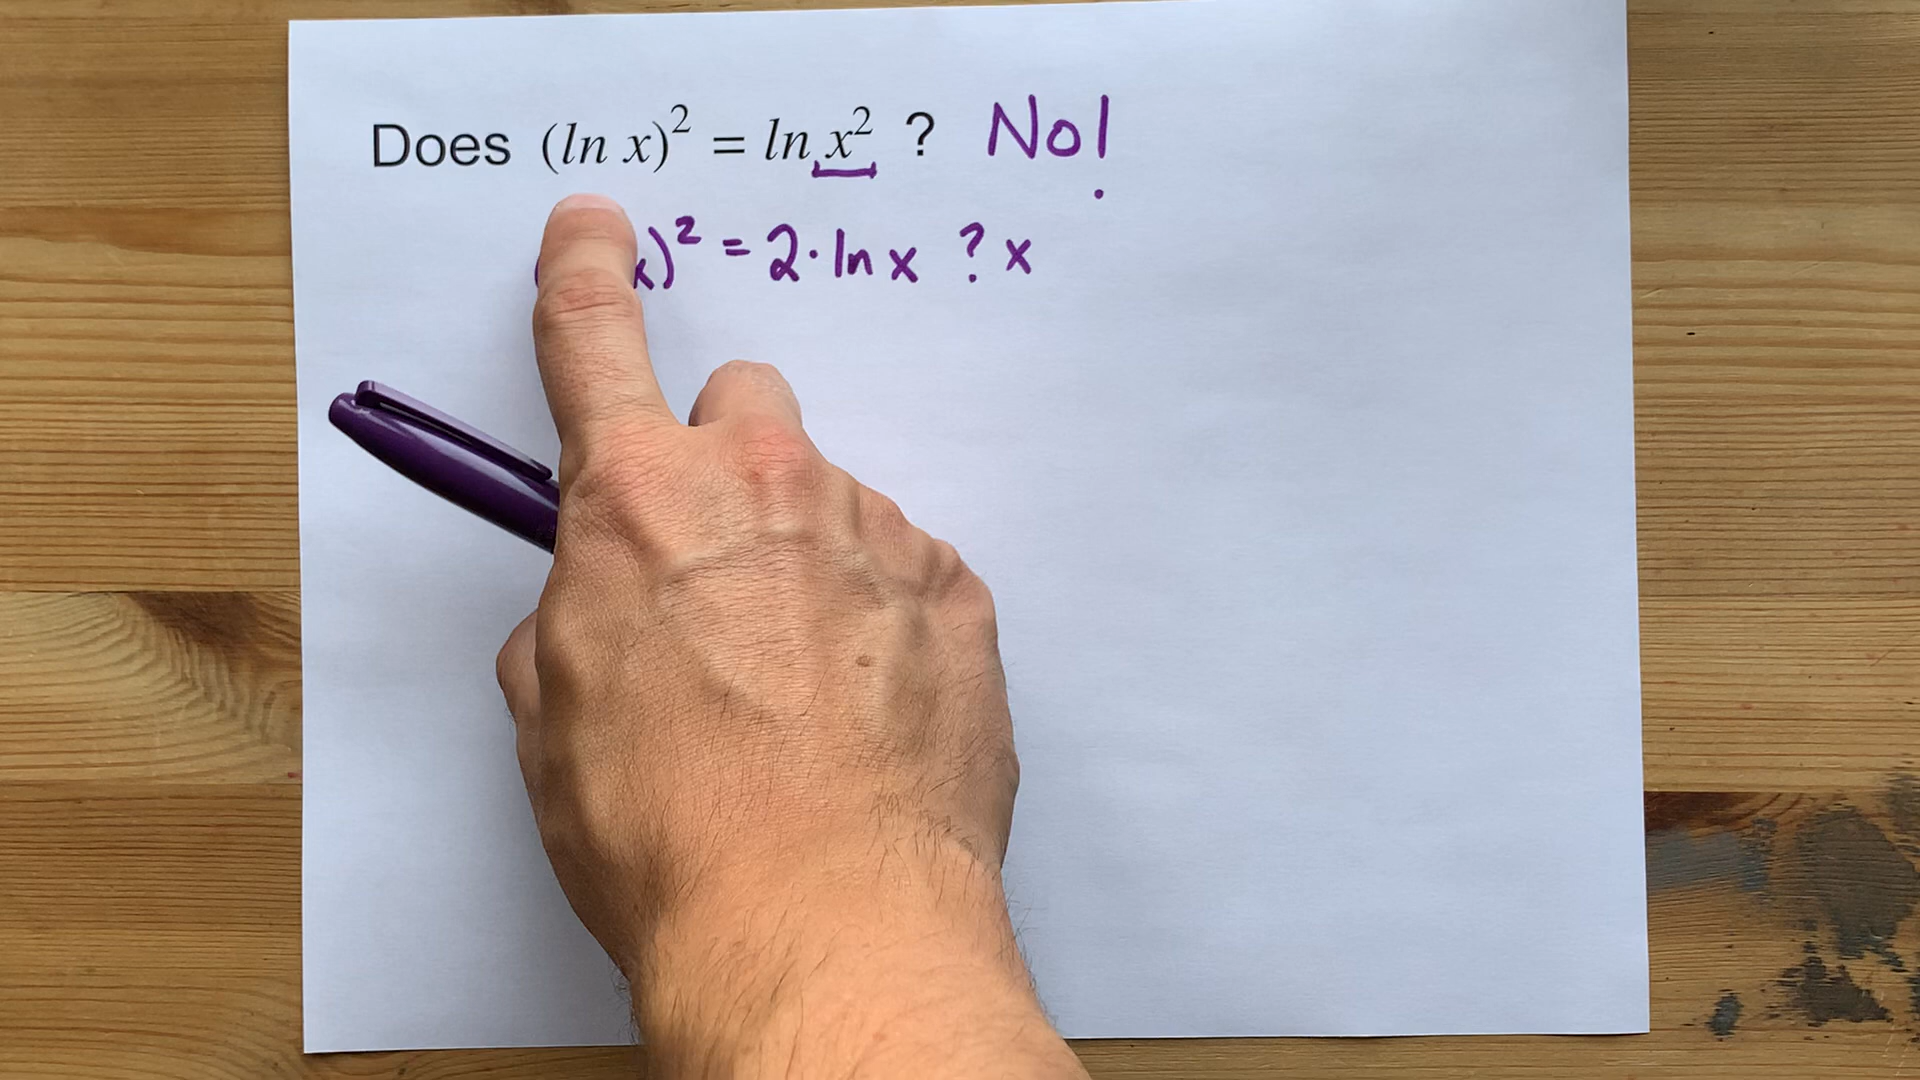 Does (ln x)² = ln x² ? No!
x)² = 2·ln x ? x